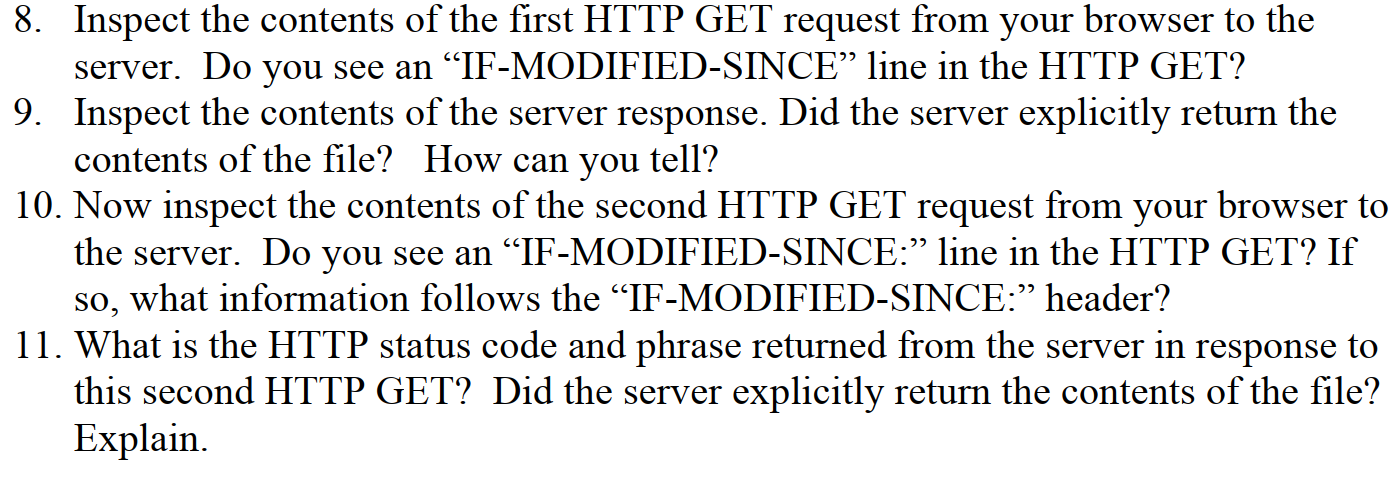 8. Inspect the contents of the first HTTP GET request from your browser to the
server. Do you see an “IF-MODIFIED-SINCE” line in the HTTP GET?
9. Inspect the contents of the server response. Did the server explicitly return the
contents of the file? How can you tell?
10. Now inspect the contents of the second HTTP GET request from your browser to
the server. Do you see an “IF-MODIFIED-SINCE:” line in the HTTP GET? If
so, what information follows the “IF-MODIFIED-SINCE:” header?
11. What is the HTTP status code and phrase returned from the server in response to
this second HTTP GET? Did the server explicitly return the contents of the file?
Explain.